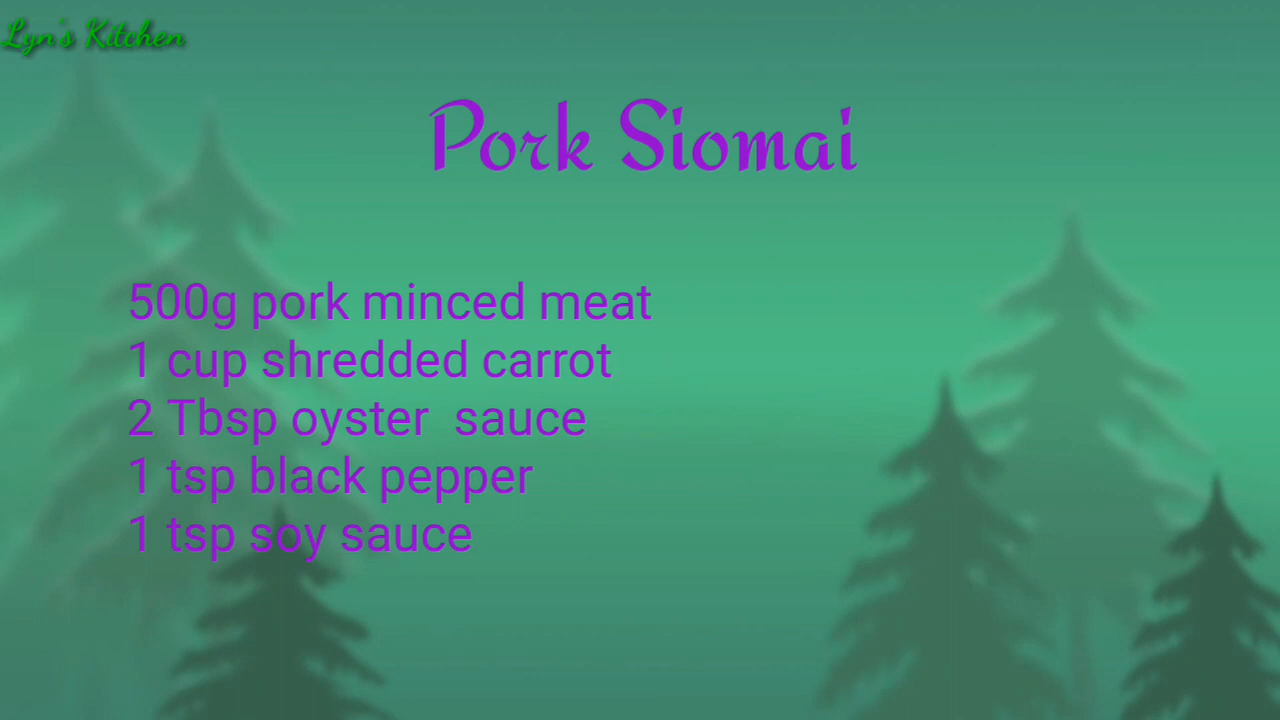 Lyn's Kitchen
Pork Siomai
500g pork minced meat
1 cup shredded carrot
2 Tbsp oyster sauce
1 tsp black pepper
1 tsp soy sauce